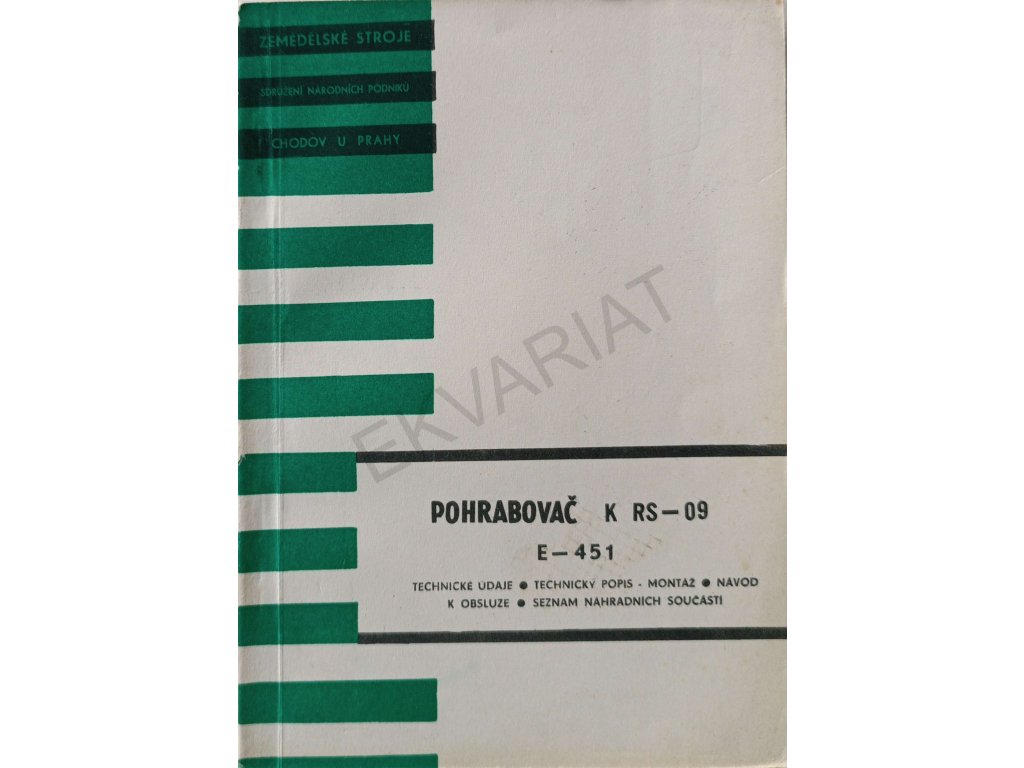 ZEMĚDĚLSKÉ STROJE
SDRUŽENÍ NÁRODNÍCH PODNIKŮ
CHODOV U PRAHY
EKVARIAT
POHRABOVAČ K RS—09
E—451
TECHNICKÉ ÚDAJE ● TECHNICKÝ POPIS - MONTÁŽ ● NÁVOD
K OBSLUZE ● SEZNAM NÁHRADNÍCH SOUČÁSTÍ